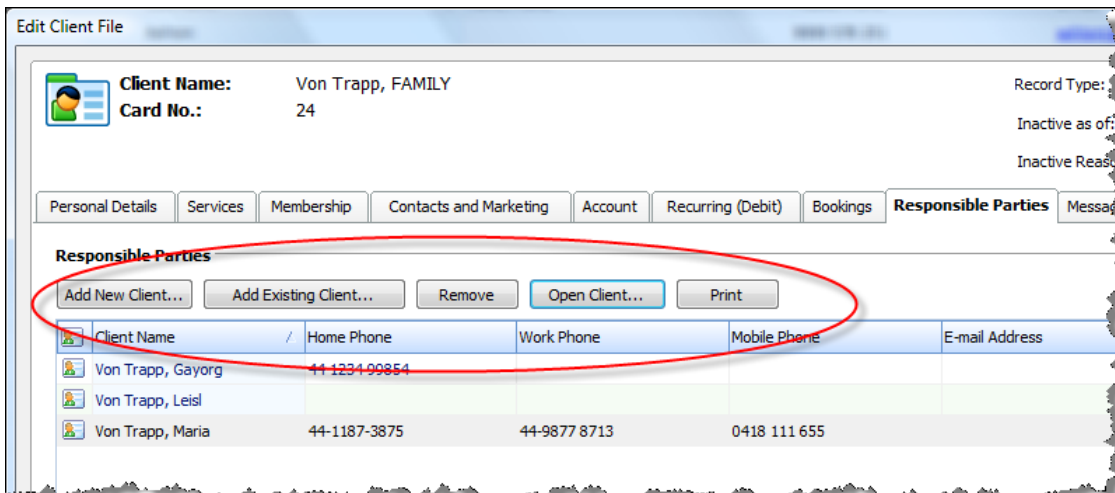 Edit Client File
Client Name: Von Trapp, FAMILY Record Type:
Card No.: 24
Inactive as of:
Inactive Reas
Personal Details Services Membership Contacts and Marketing Account Recurring (Debit) Bookings Responsible Parties Messag
Responsible Parties
Add New Client... Add Existing Client... Remove Open Client... Print
Client Name Home Phone Work Phone Mobile Phone E-mail Address
Von Trapp, Gayorg 44 1234 99854
Von Trapp, Leisl
Von Trapp, Maria 44-1187-3875 44-9877 8713 0418 111 655